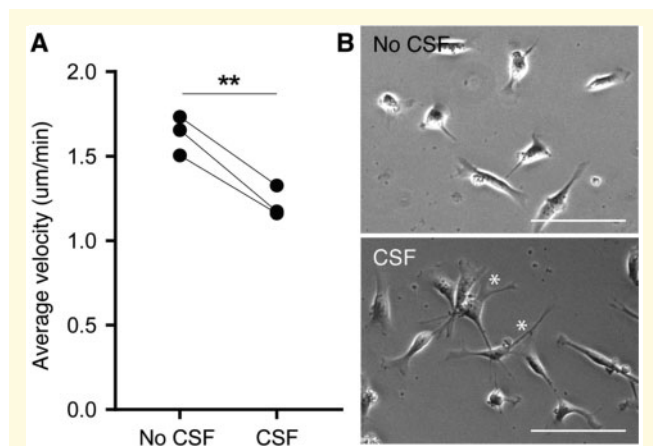 A
B
**
Average velocity (um/min)
2.0
1.5
1.0
0.5
0.0
No CSF
CSF
No CSF
CSF
*
*